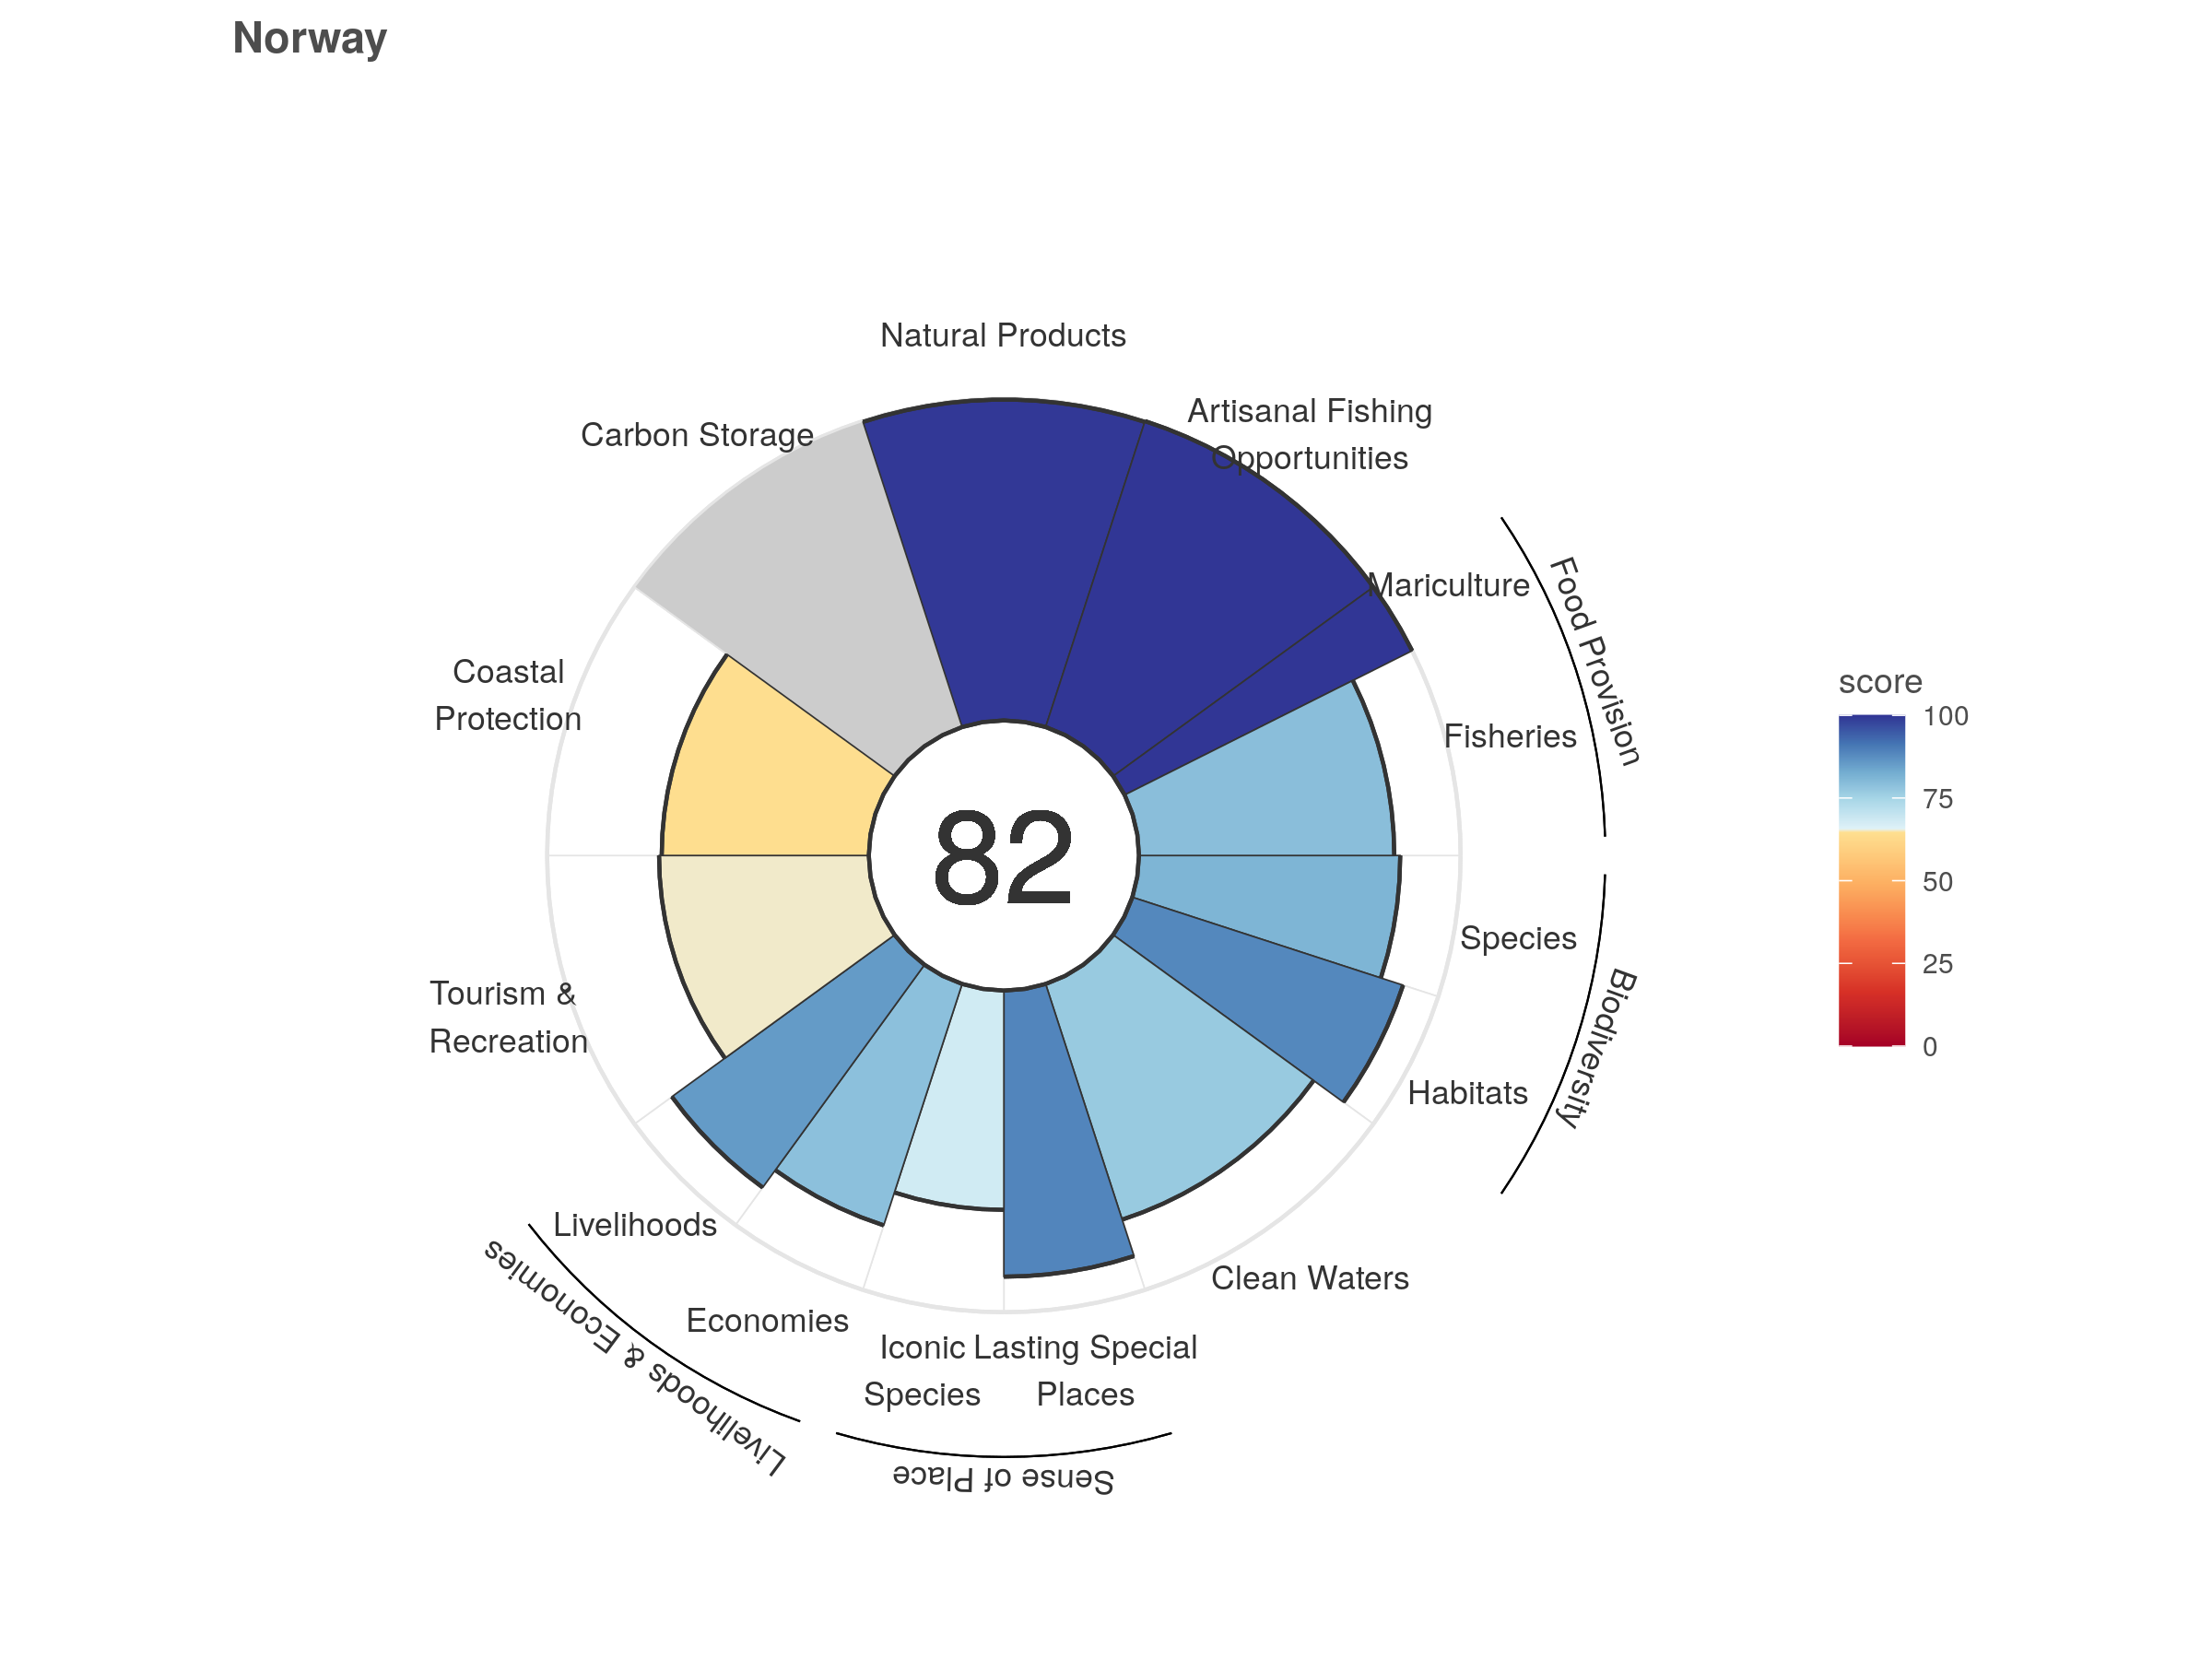 Norway
Natural Products
Artisanal Fishing
Opportunities
Carbon Storage
Mariculture
Food Provision
Coastal
Protection
Fisheries
score
100
75
50
25
0
82
Species
Biodiversity
Tourism &
Recreation
Habitats
Livelihoods
Clean Waters
Economies
Livelihoods & Economies
Iconic
Species
Lasting Special
Places
Sense of Place